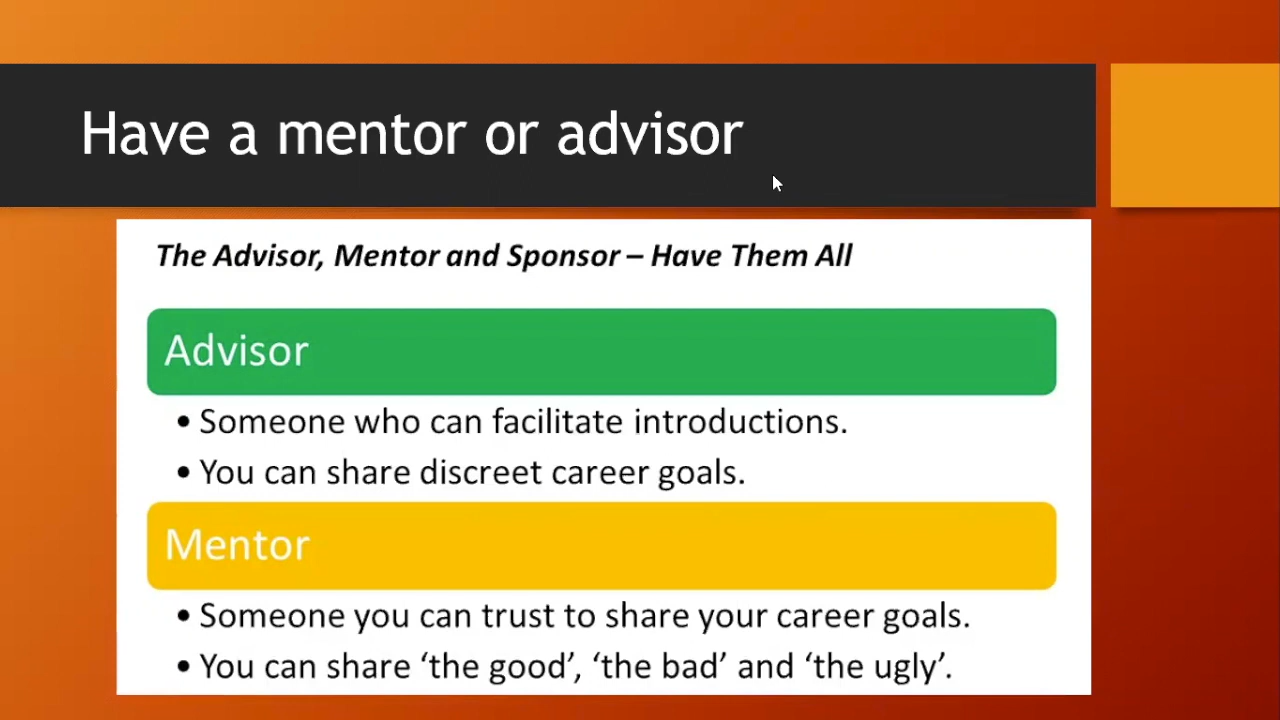 Have a mentor or advisor
The Advisor, Mentor and Sponsor – Have Them All
Advisor
• Someone who can facilitate introductions.
• You can share discreet career goals.
Mentor
• Someone you can trust to share your career goals.
• You can share ‘the good’, ‘the bad’ and ‘the ugly’.